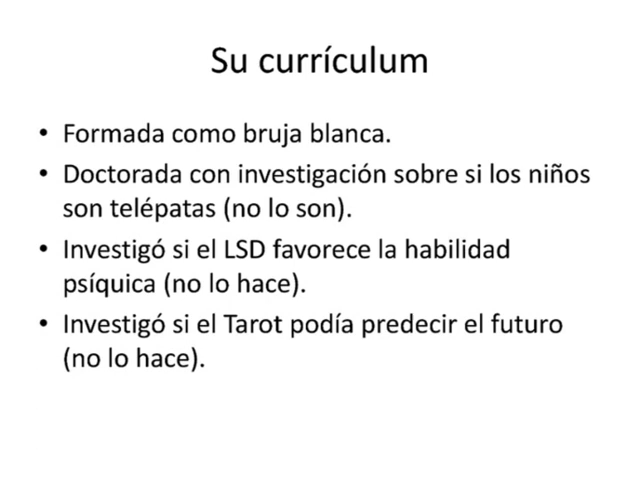 Su currículum
• Formada como bruja blanca.
• Doctorada con investigación sobre si los niños
son telépatas (no lo son).
• Investigó si el LSD favorece la habilidad
psíquica (no lo hace).
• Investigó si el Tarot podía predecir el futuro
(no lo hace).